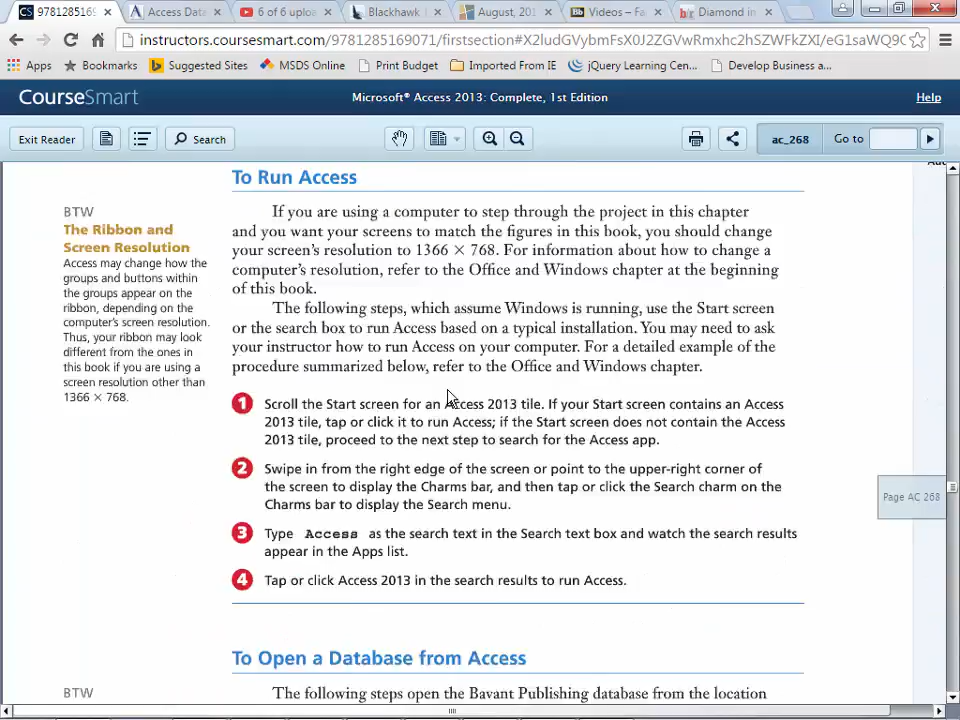 9781285169
Access Data
6 of 6 uploa
Blackhawk
August, 201
Videos – Fa
Diamond in
instructors.coursesmart.com/9781285169071/firstsection#X2ludGVybmFsX0J2ZGVwRmxhc2hSZWFkZXI/eG1saWQ9C
Apps
Bookmarks
Suggested Sites
MSDS Online
Print Budget
Imported From IE
jQuery Learning Cen...
Develop Business a...
CourseSmart
Microsoft® Access 2013: Complete, 1st Edition
Help
Exit Reader
Search
ac_268
Go to
To Run Access
BTW
The Ribbon and
Screen Resolution
Access may change how the
groups and buttons within
the groups appear on the
ribbon, depending on the
computer's screen resolution.
Thus, your ribbon may look
different from the ones in
this book if you are using a
screen resolution other than
1366 × 768.
If you are using a computer to step through the project in this chapter
and you want your screens to match the figures in this book, you should change
your screen's resolution to 1366 × 768. For information about how to change a
computer's resolution, refer to the Office and Windows chapter at the beginning
of this book.
The following steps, which assume Windows is running, use the Start screen
or the search box to run Access based on a typical installation. You may need to ask
your instructor how to run Access on your computer. For a detailed example of the
procedure summarized below, refer to the Office and Windows chapter.
1 Scroll the Start screen for an Access 2013 tile. If your Start screen contains an Access
2013 tile, tap or click it to run Access; if the Start screen does not contain the Access
2013 tile, proceed to the next step to search for the Access app.
2 Swipe in from the right edge of the screen or point to the upper-right corner of
the screen to display the Charms bar, and then tap or click the Search charm on the
Charms bar to display the Search menu.
3 Type Access as the search text in the Search text box and watch the search results
appear in the Apps list.
4 Tap or click Access 2013 in the search results to run Access.
Page AC 268
To Open a Database from Access
BTW
The following steps open the Bavant Publishing database from the location